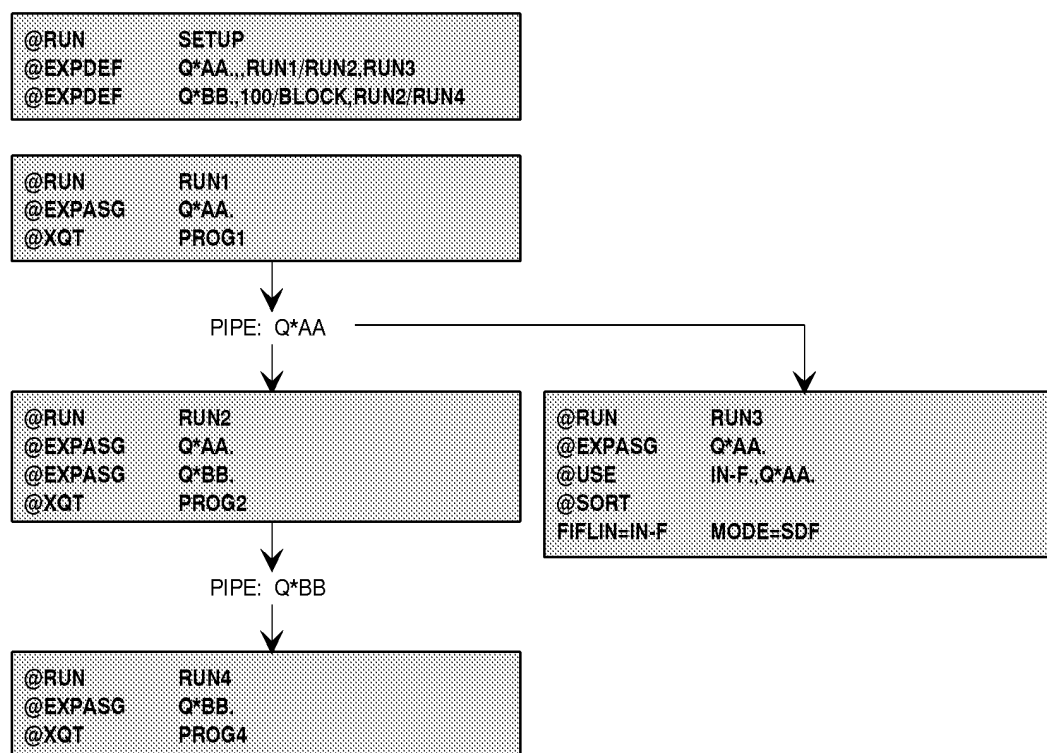 @RUN SETUP
@EXPDEF Q*AA.,,RUN1/RUN2,RUN3
@EXPDEF Q*BB.,100/BLOCK,RUN2/RUN4
@RUN RUN1
@EXPASG Q*AA.
@XQT PROG1
PIPE: Q*AA
@RUN RUN2
@EXPASG Q*AA.
@EXPASG Q*BB.
@XQT PROG2
@RUN RUN3
@EXPASG Q*AA.
@USE IN-F.,Q*AA.
@SORT
FIFLIN=IN-F MODE=SDF
PIPE: Q*BB
@RUN RUN4
@EXPASG Q*BB.
@XQT PROG4